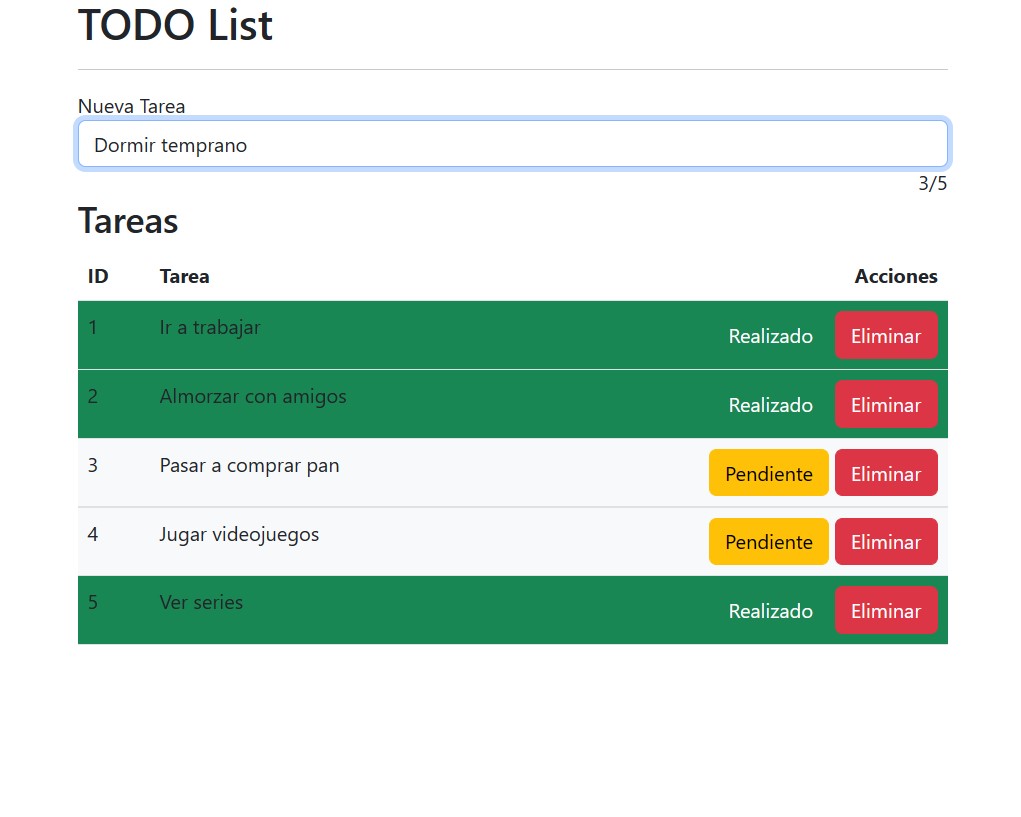 TODO List
Nueva Tarea
Dormir temprano
3/5
Tareas
ID Tarea Acciones
1 Ir a trabajar Realizado Eliminar
2 Almorzar con amigos Realizado Eliminar
3 Pasar a comprar pan Pendiente Eliminar
4 Jugar videojuegos Pendiente Eliminar
5 Ver series Realizado Eliminar